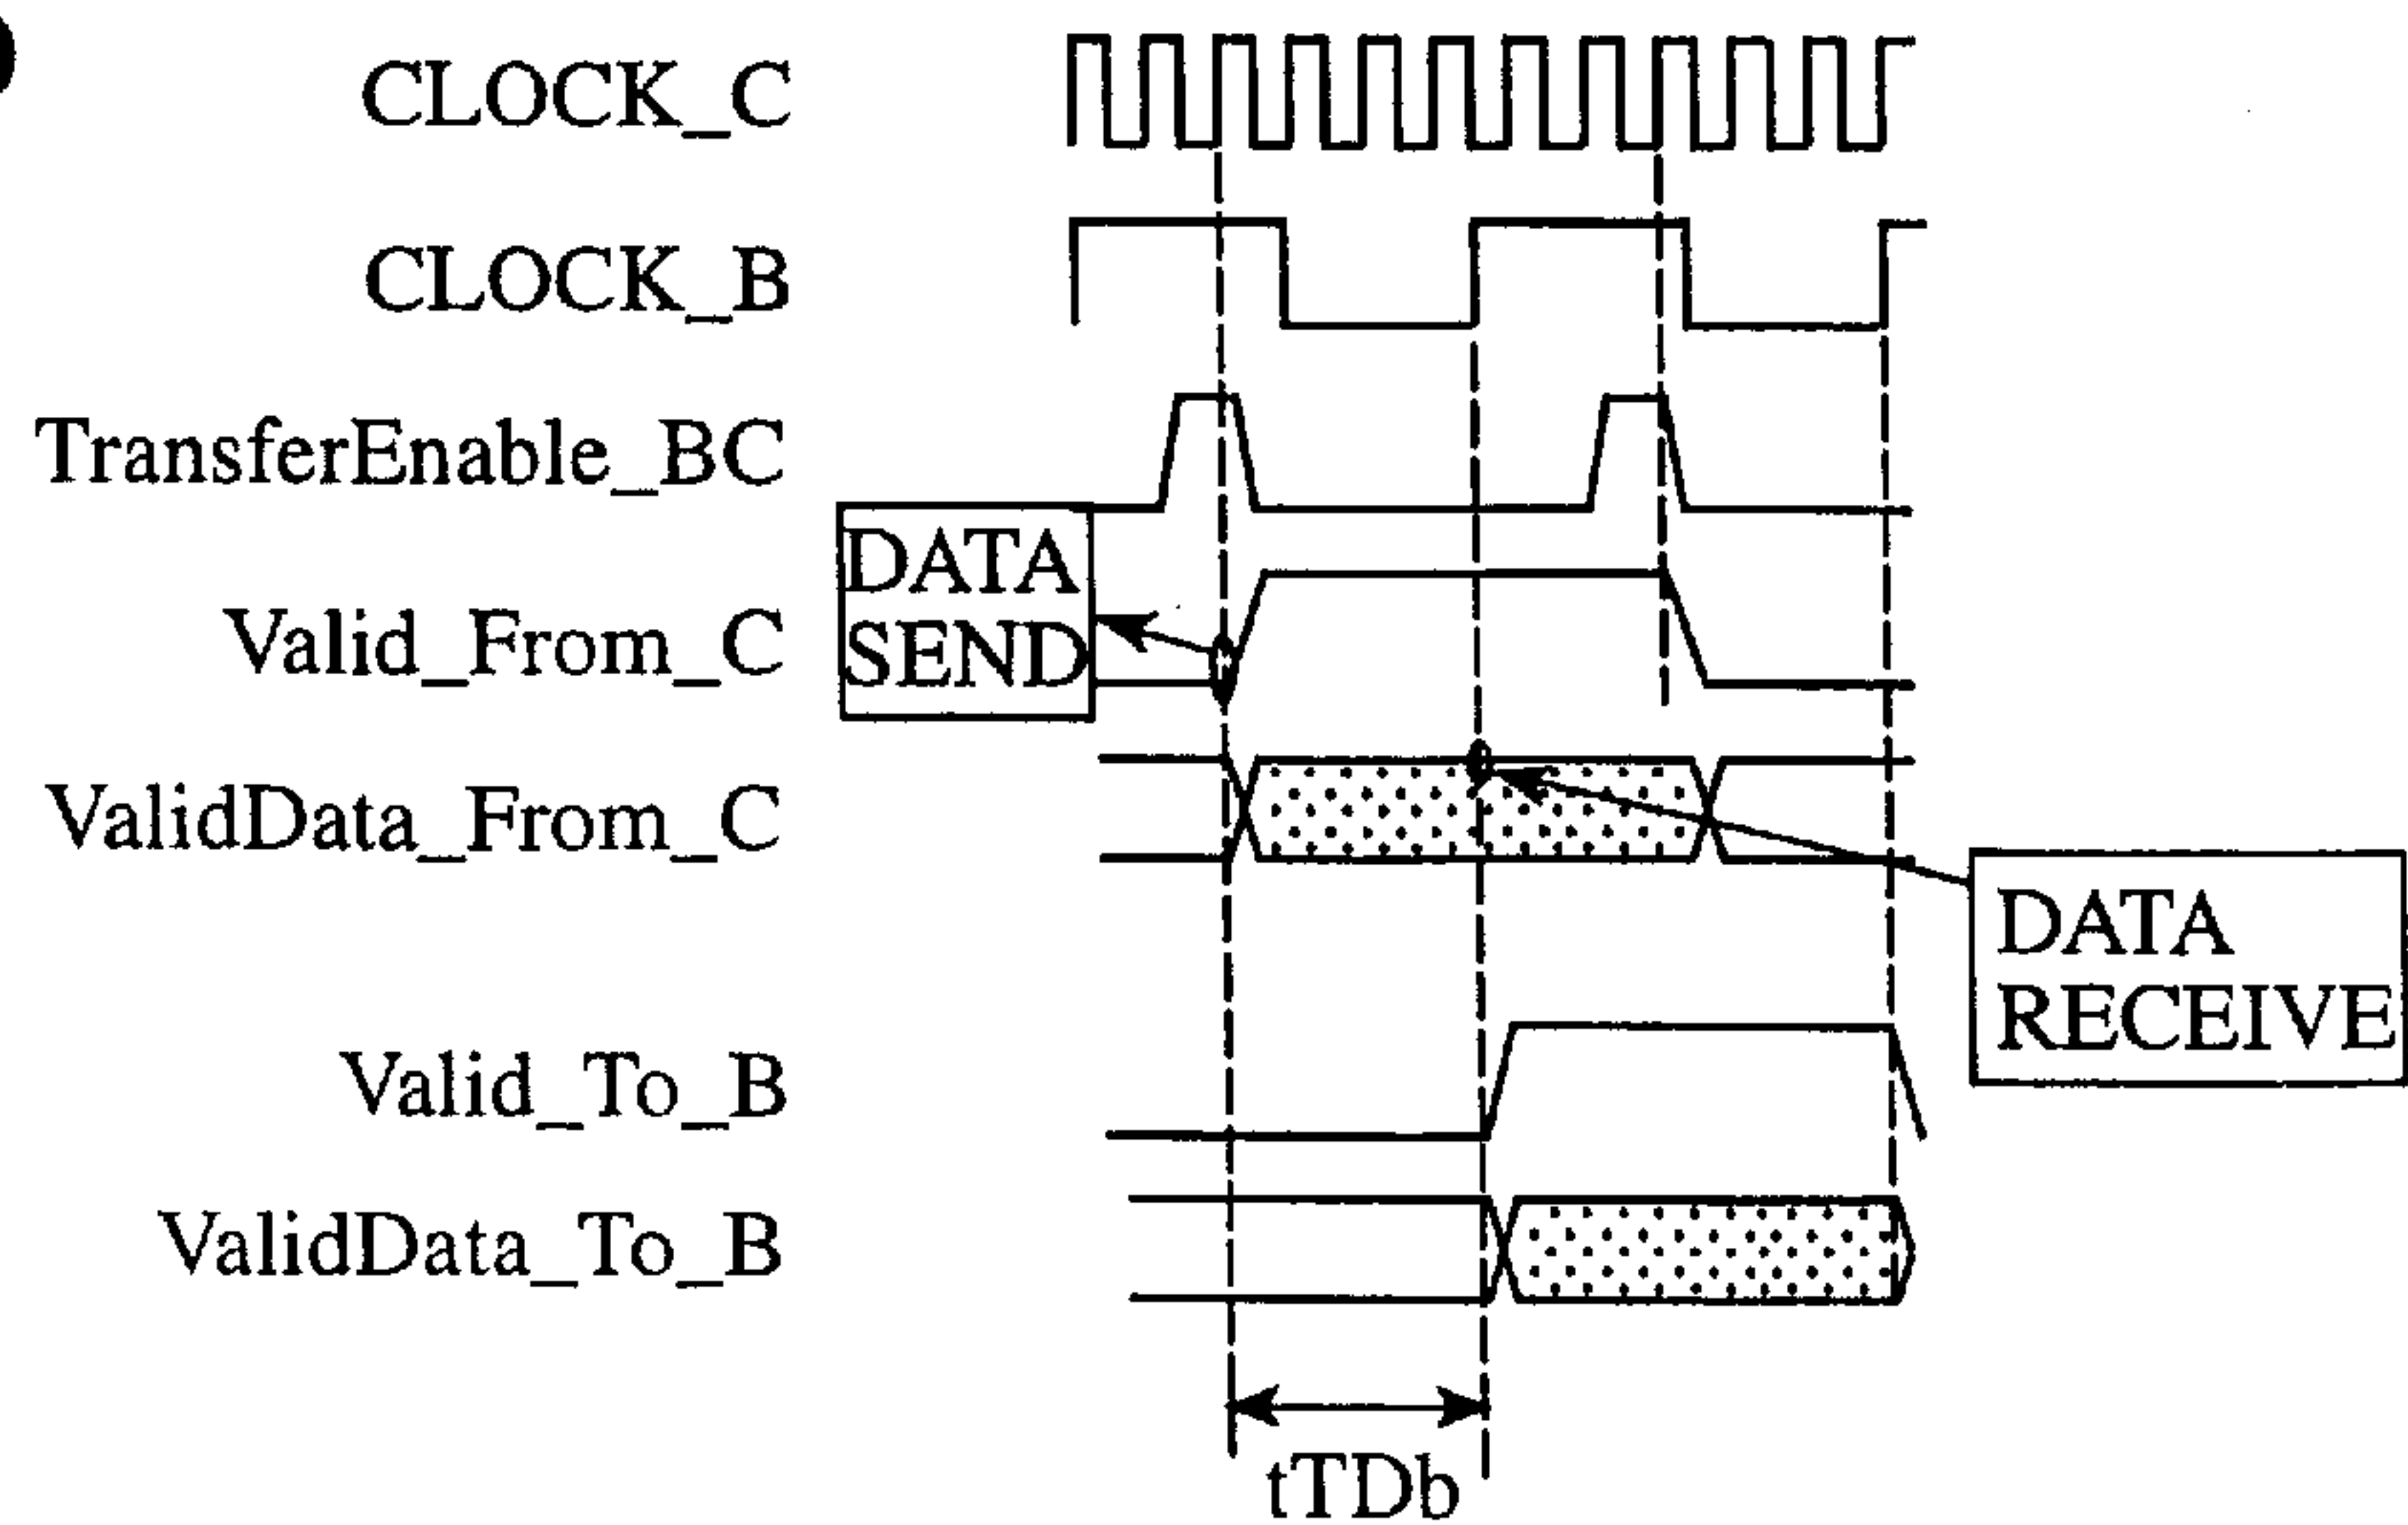 CLOCK_C
CLOCK_B
TransferEnable_BC
DATA
SEND
Valid_From_C
ValidData_From_C
DATA
RECEIVE
Valid_To_B
ValidData_To_B
tTDb